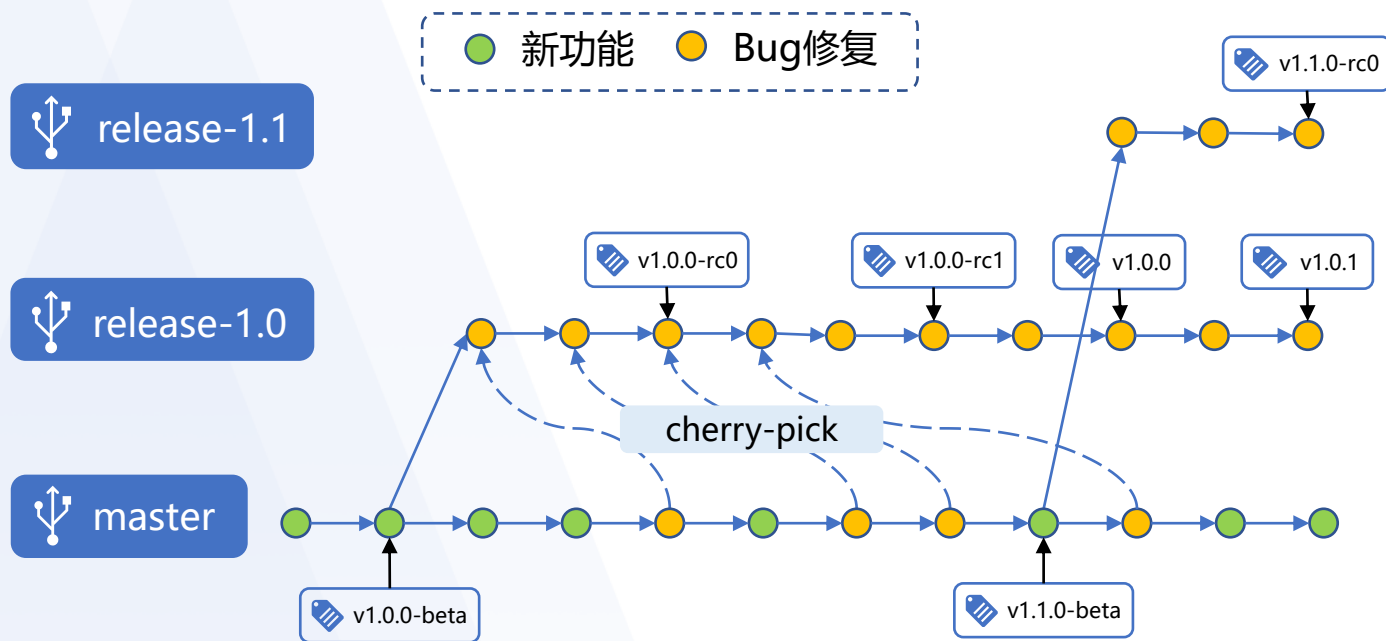 新功能 Bug修复
v1.1.0-rc0
release-1.1
v1.0.0-rc0
v1.0.0-rc1
v1.0.0
v1.0.1
release-1.0
cherry-pick
master
v1.0.0-beta
v1.1.0-beta